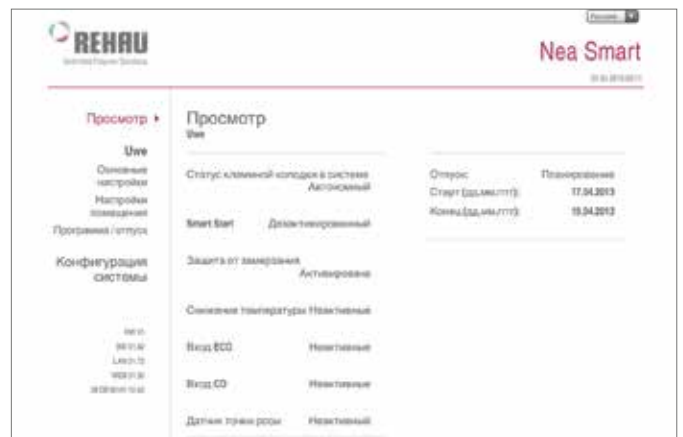 REHAU
Nea Smart
Просмотр
Uwe
Основные
настройки
Настройки
помещения
Программа / отпуск
Конфигурация
системы
Просмотр
Uwe
Статус клеммной колодки в системе
Автономный
Smart Start Дезактивированный
Защита от замерзания
Активирована
Снижение температуры Неактивные
Вход ECO Неактивные
Вход CO Неактивные
Датчик точки росы Неактивный
Отпуск: Планирование
Старт (дд.мм.гггг): 17.04.2013
Конец (дд.мм.гггг): 19.04.2013